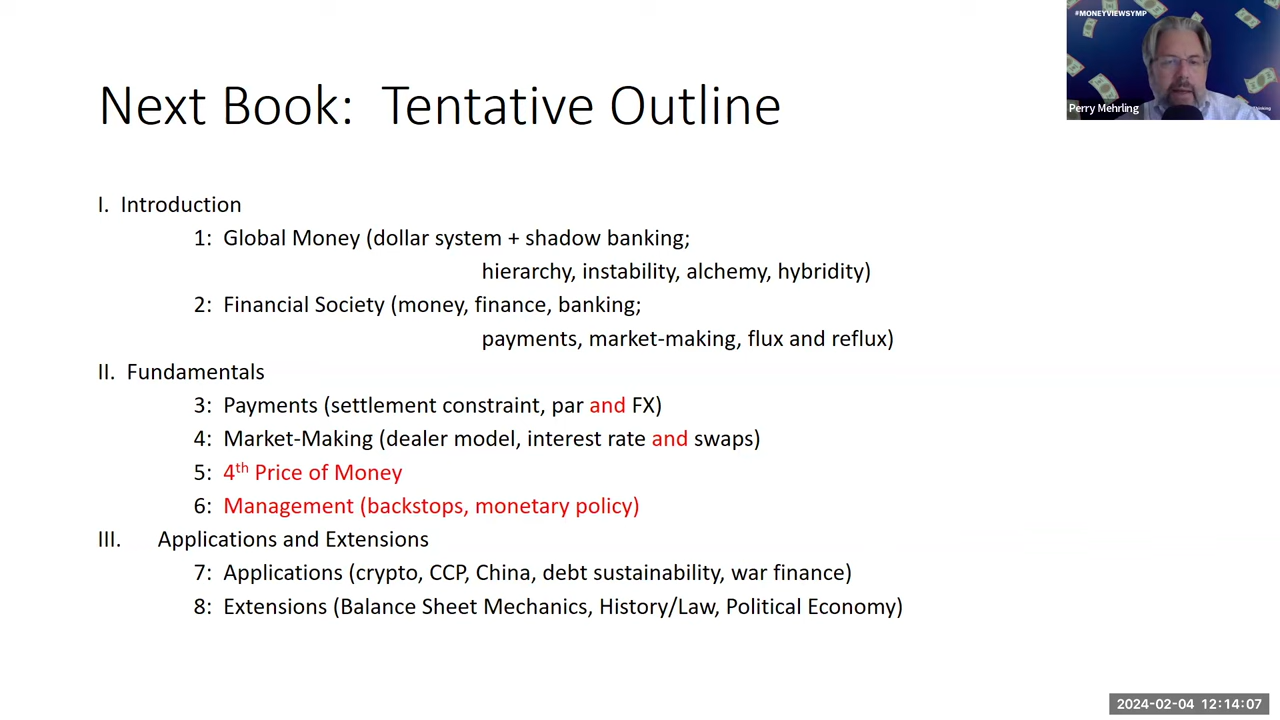 #MONEYVIEWSYMP
Perry Mehrling
Next Book: Tentative Outline
I. Introduction
1: Global Money (dollar system + shadow banking;
hierarchy, instability, alchemy, hybridity)
2: Financial Society (money, finance, banking;
payments, market-making, flux and reflux)
II. Fundamentals
3: Payments (settlement constraint, par and FX)
4: Market-Making (dealer model, interest rate and swaps)
5: 4th Price of Money
6: Management (backstops, monetary policy)
III. Applications and Extensions
7: Applications (crypto, CCP, China, debt sustainability, war finance)
8: Extensions (Balance Sheet Mechanics, History/Law, Political Economy)
2024-02-04 12:14:07